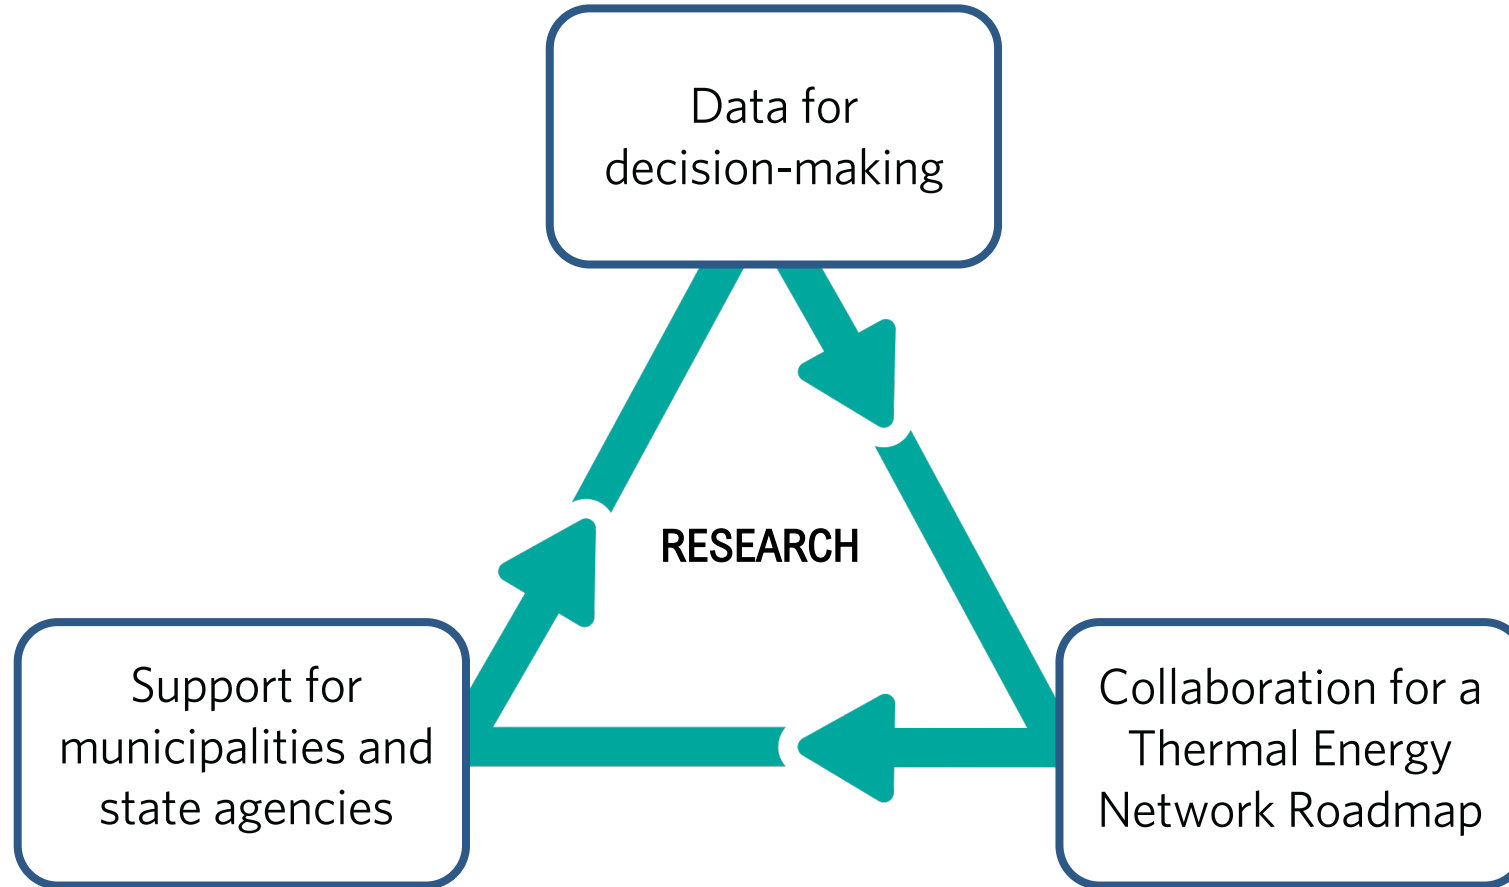 Data for
decision-making
RESEARCH
Support for
municipalities and
state agencies
Collaboration for a
Thermal Energy
Network Roadmap